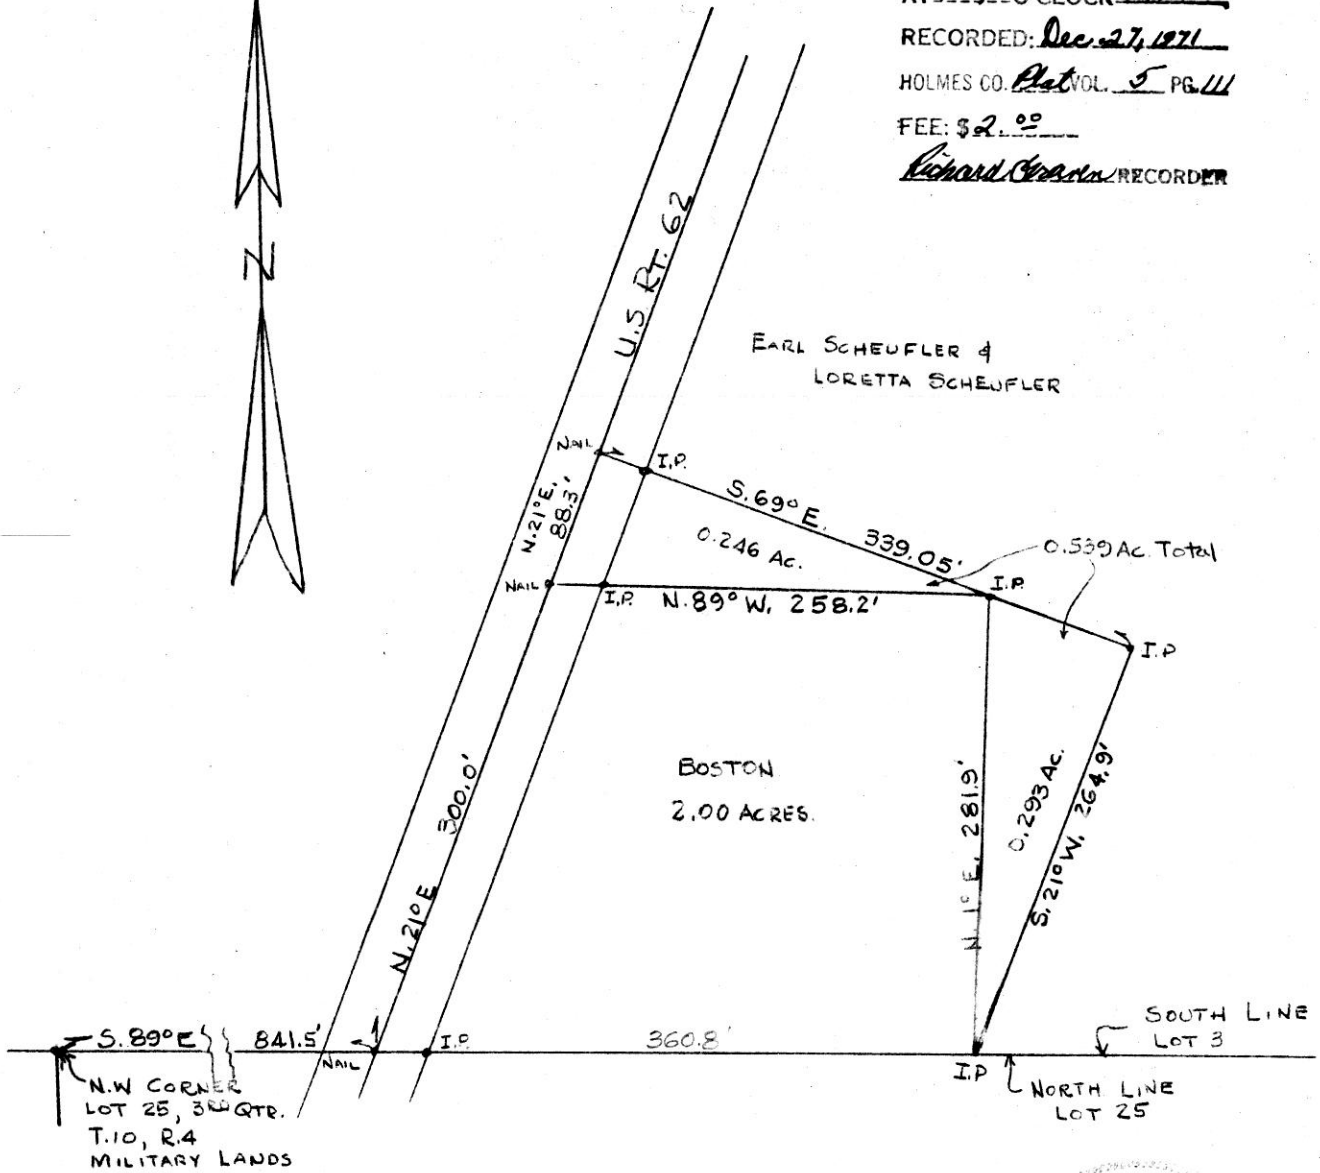 RECORDED: Dec. 27, 1971
HOLMES CO. Plat VOL. 5 PG. 111
FEE: $2.00
Richard Graven RECORDER
N
U.S RT. 62
EARL SCHEUFLER &
LORETTA SCHEUFLER
NAIL
I.P.
N.21°E.
88.3'
S.69°E. 339.05'
0.246 Ac.
0.539 Ac. Total
NAIL
I.P.
N.89°W. 258.2'
I.P.
I.P
BOSTON
2.00 ACRES.
N.21°E 300.0'
N 1° E. 281.9'
0.293 Ac.
S.21°W. 264.9'
S.89°E 841.5'
NAIL
I.P.
360.8'
I.P
SOUTH LINE
LOT 3
NORTH LINE
LOT 25
N.W CORNER
LOT 25, 3RD QTR.
T.10, R.4
MILITARY LANDS